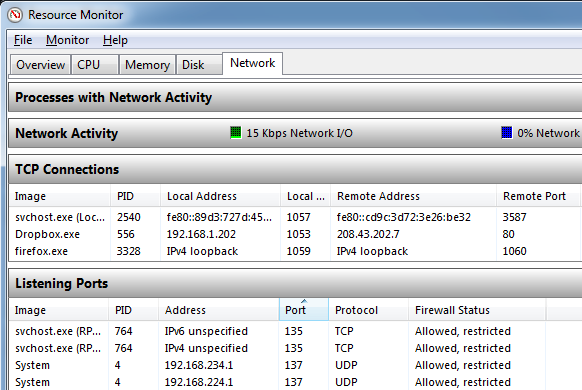 Resource Monitor
File Monitor Help
Overview CPU Memory Disk Network
Processes with Network Activity
Network Activity 15 Kbps Network I/O 0% Network
TCP Connections
Image PID Local Address Local ... Remote Address Remote Port
svchost.exe (Loc... 2540 fe80::89d3:727d:45... 1057 fe80::cd9c:3d72:3e26:be32 3587
Dropbox.exe 556 192.168.1.202 1053 208.43.202.7 80
firefox.exe 3328 IPv4 loopback 1059 IPv4 loopback 1060
Listening Ports
Image PID Address Port Protocol Firewall Status
svchost.exe (RP... 764 IPv6 unspecified 135 TCP Allowed, restricted
svchost.exe (RP... 764 IPv4 unspecified 135 TCP Allowed, restricted
System 4 192.168.234.1 137 UDP Allowed, restricted
System 4 192.168.224.1 137 UDP Allowed, restricted